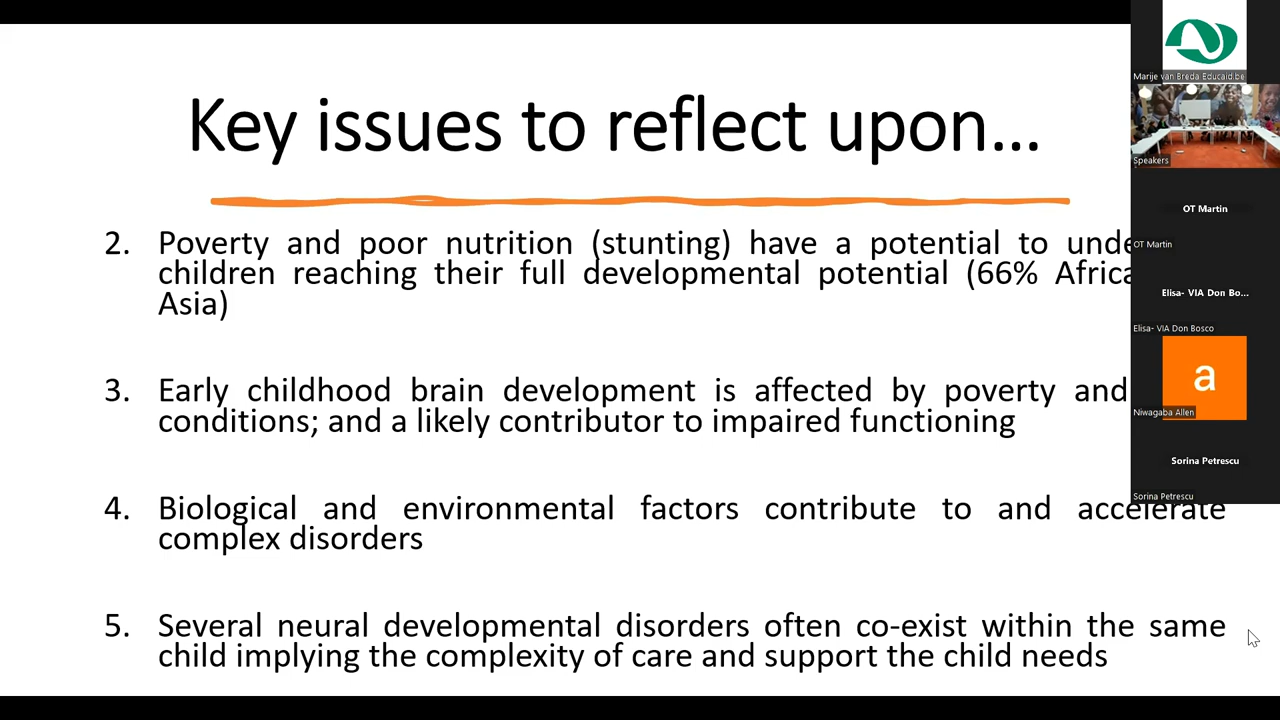 Key issues to reflect upon...
2. Poverty and poor nutrition (stunting) have a potential to
children reaching their full developmental potential (66%
Asia)
3. Early childhood brain development is affected by poverty and
conditions; and a likely contributor to impaired functioning
4. Biological and environmental factors contribute to and accelerate
complex disorders
5. Several neural developmental disorders often co-exist within the same
child implying the complexity of care and support the child needs
Marije van Breda Educaid.be
Speakers
OT Martin
OT Martin
Elisa- VIA Don Bo...
Elisa- VIA Don Bosco
a
Niwagaba Allen
Sorina Petrescu
Sorina Petrescu